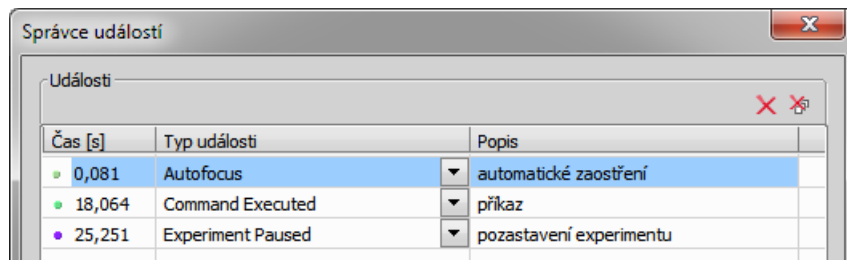 Správce událostí
Události
Čas [s] Typ události Popis
0,081 Autofocus automatické zaostření
18,064 Command Executed příkaz
25,251 Experiment Paused pozastavení experimentu